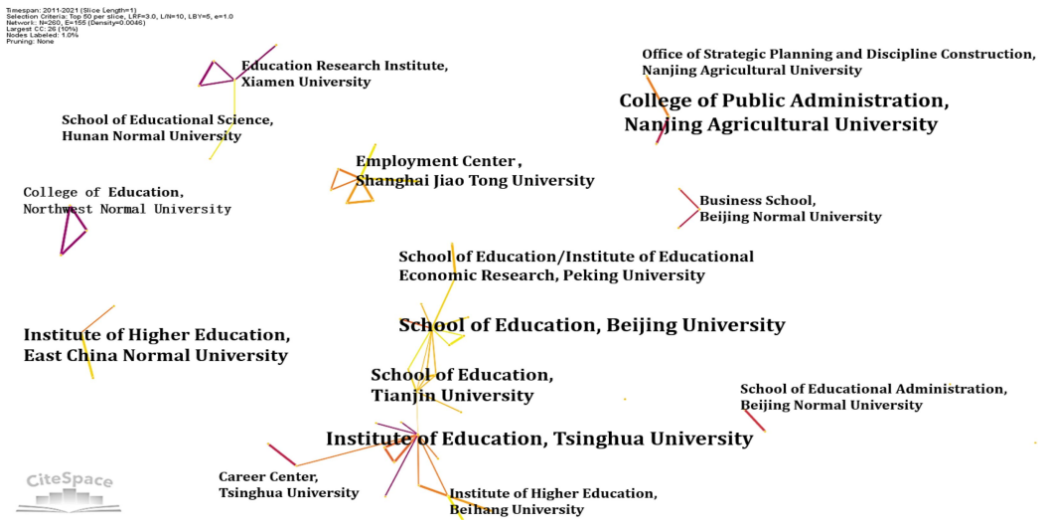 Timespan: 2011-2021 (Slice Length=1)
Selection Criteria: Top 50 per slice, LRF=3.0, L/N=10, LBY=5, e=1.0
Network: N=260, E=155 (Density=0.0046)
Largest CC: 26 (10%)
Nodes Labeled: 1.0%
Pruning: None
Education Research Institute,
Xiamen University
Office of Strategic Planning and Discipline Construction,
Nanjing Agricultural University
College of Public Administration,
Nanjing Agricultural University
School of Educational Science,
Hunan Normal University
Employment Center,
Shanghai Jiao Tong University
College of Education,
Northwest Normal University
Business School,
Beijing Normal University
School of Education/Institute of Educational
Economic Research, Peking University
School of Education, Beijing University
Institute of Higher Education,
East China Normal University
School of Education,
Tianjin University
School of Educational Administration,
Beijing Normal University
Institute of Education, Tsinghua University
Career Center,
Tsinghua University
Institute of Higher Education,
Beihang University
CiteSpace